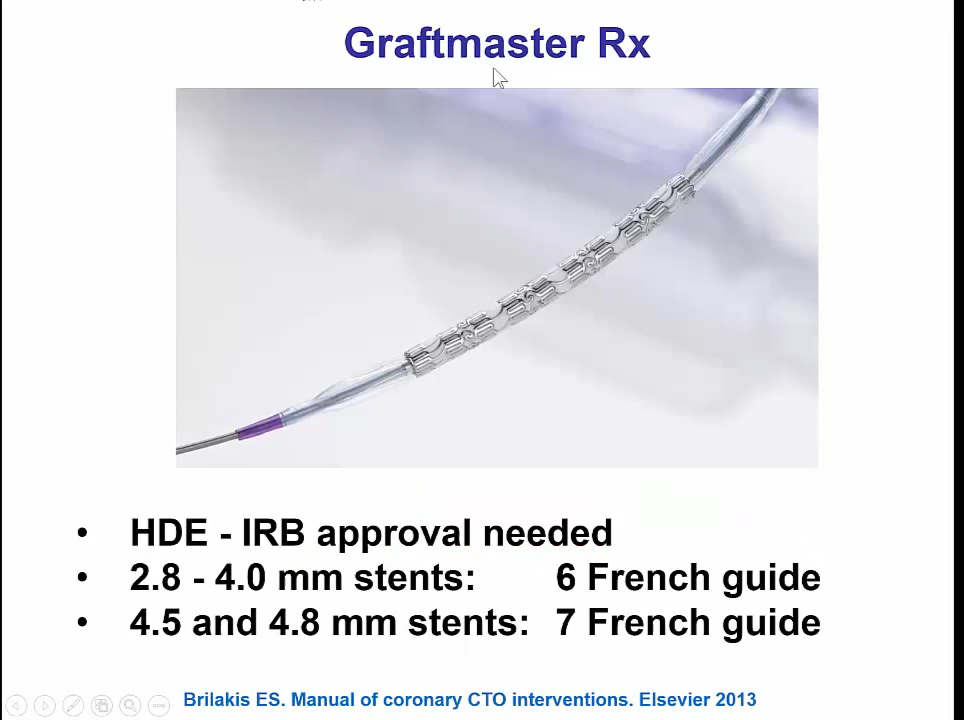 Graftmaster Rx
• HDE - IRB approval needed
• 2.8 - 4.0 mm stents: 6 French guide
• 4.5 and 4.8 mm stents: 7 French guide
Brilakis ES. Manual of coronary CTO interventions. Elsevier 2013